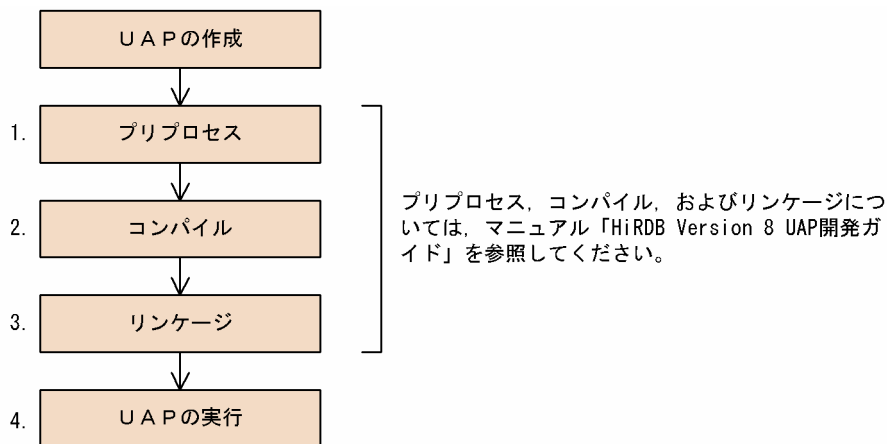 ＵＡＰの作成
1. プリプロセス
2. コンパイル
3. リンケージ
4. ＵＡＰの実行
プリプロセス，コンパイル，およびリンケージにつ
いては，マニュアル「HiRDB Version 8 UAP開発ガ
イド」を参照してください。